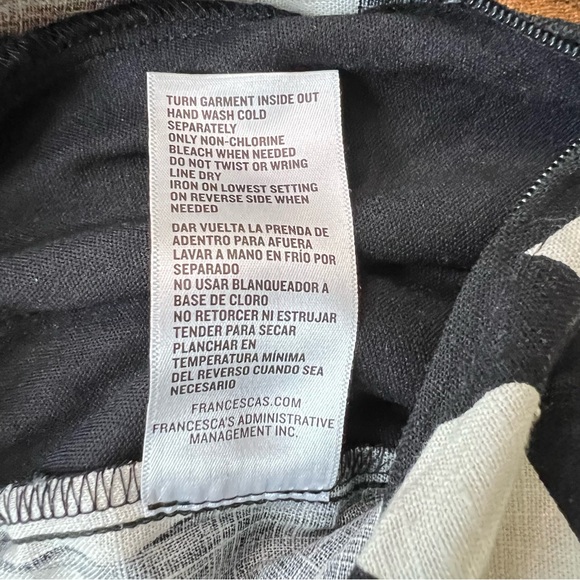 TURN GARMENT INSIDE OUT
HAND WASH COLD
SEPARATELY
ONLY NON-CHLORINE
BLEACH WHEN NEEDED
DO NOT TWIST OR WRING
LINE DRY
IRON ON LOWEST SETTING
ON REVERSE SIDE WHEN
NEEDED
DAR VUELTA LA PRENDA DE
ADENTRO PARA AFUERA
LAVAR A MANO EN FRÍO POR
SEPARADO
NO USAR BLANQUEADOR A
BASE DE CLORO
NO RETORCER NI ESTRUJAR
TENDER PARA SECAR
PLANCHAR EN
TEMPERATURA MÍNIMA
DEL REVERSO CUANDO SEA
NECESARIO
FRANCESCAS.COM
FRANCESCA'S ADMINISTRATIVE
MANAGEMENT INC.